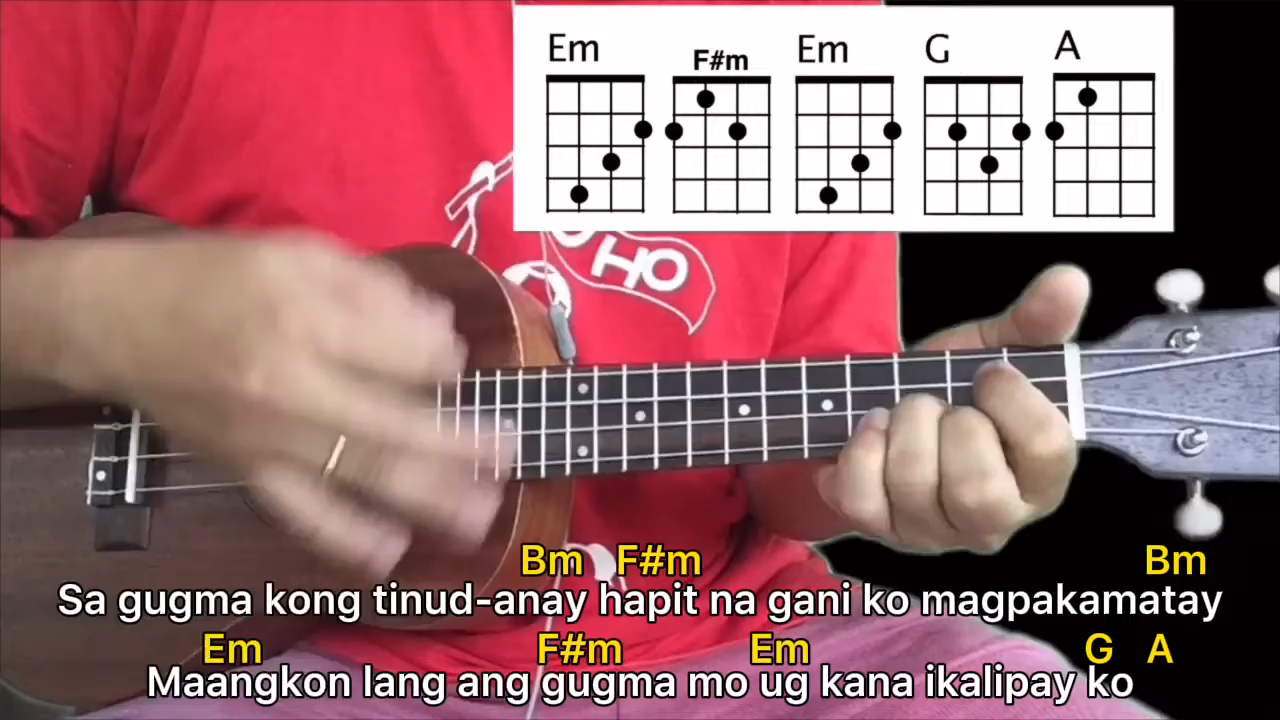 Em F#m Em G A
HO
Bm F#m Bm
Sa gugma kong tinud-anay hapit na gani ko magpakamatay
Em F#m Em G A
Maangkon lang ang gugma mo ug kana ikalipay ko